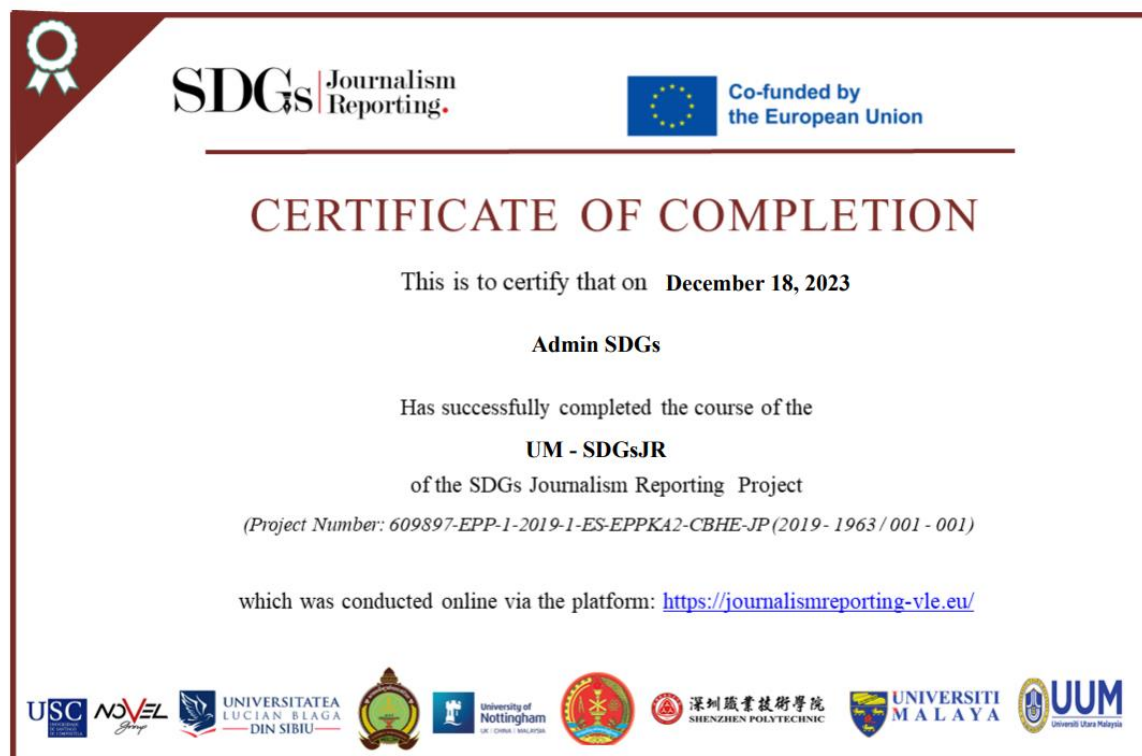 SDGs Journalism
Reporting.
Co-funded by
the European Union
CERTIFICATE OF COMPLETION
This is to certify that on December 18, 2023
Admin SDGs
Has successfully completed the course of the
UM - SDGsJR
of the SDGs Journalism Reporting Project
(Project Number: 609897-EPP-1-2019-1-ES-EPPKA2-CBHE-JP (2019 - 1963 / 001 - 001)
which was conducted online via the platform: https://journalismreporting-vle.eu/
USC
NOVEL
Group
UNIVERSITATEA
LUCIAN BLAGA
DIN SIBIU
University of
Nottingham
UK | CHINA | MALAYSIA
深圳職業技術學院
SHENZHEN POLYTECHNIC
UNIVERSITI
MALAYA
UUM
Universiti Utara Malaysia